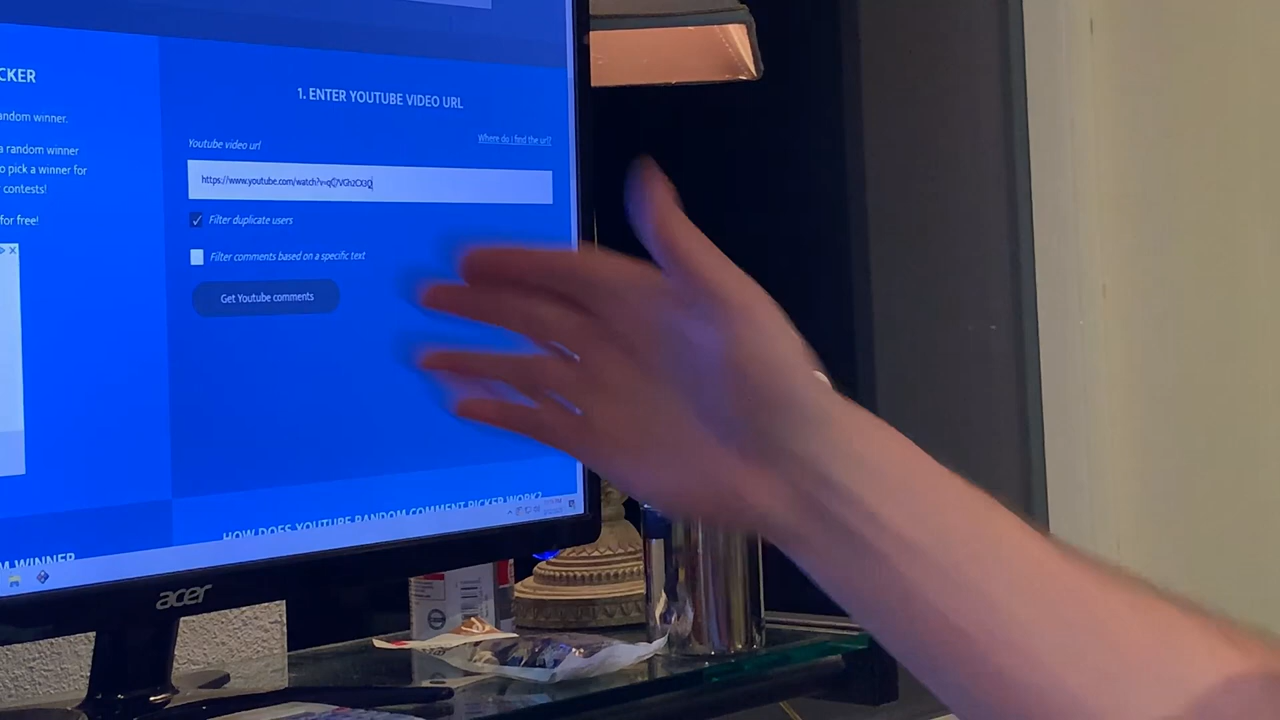 CKER
andom winner.
a random winner
o pick a winner for
contests!
for free!
1. ENTER YOUTUBE VIDEO URL
Youtube video url
Where do i find the url?
Filter duplicate users
Filter comments based on a specific text
Get Youtube comments
HOW DOES YOUTUBE RANDOM COMMENT PICKER WORK?
M WINNER
acer